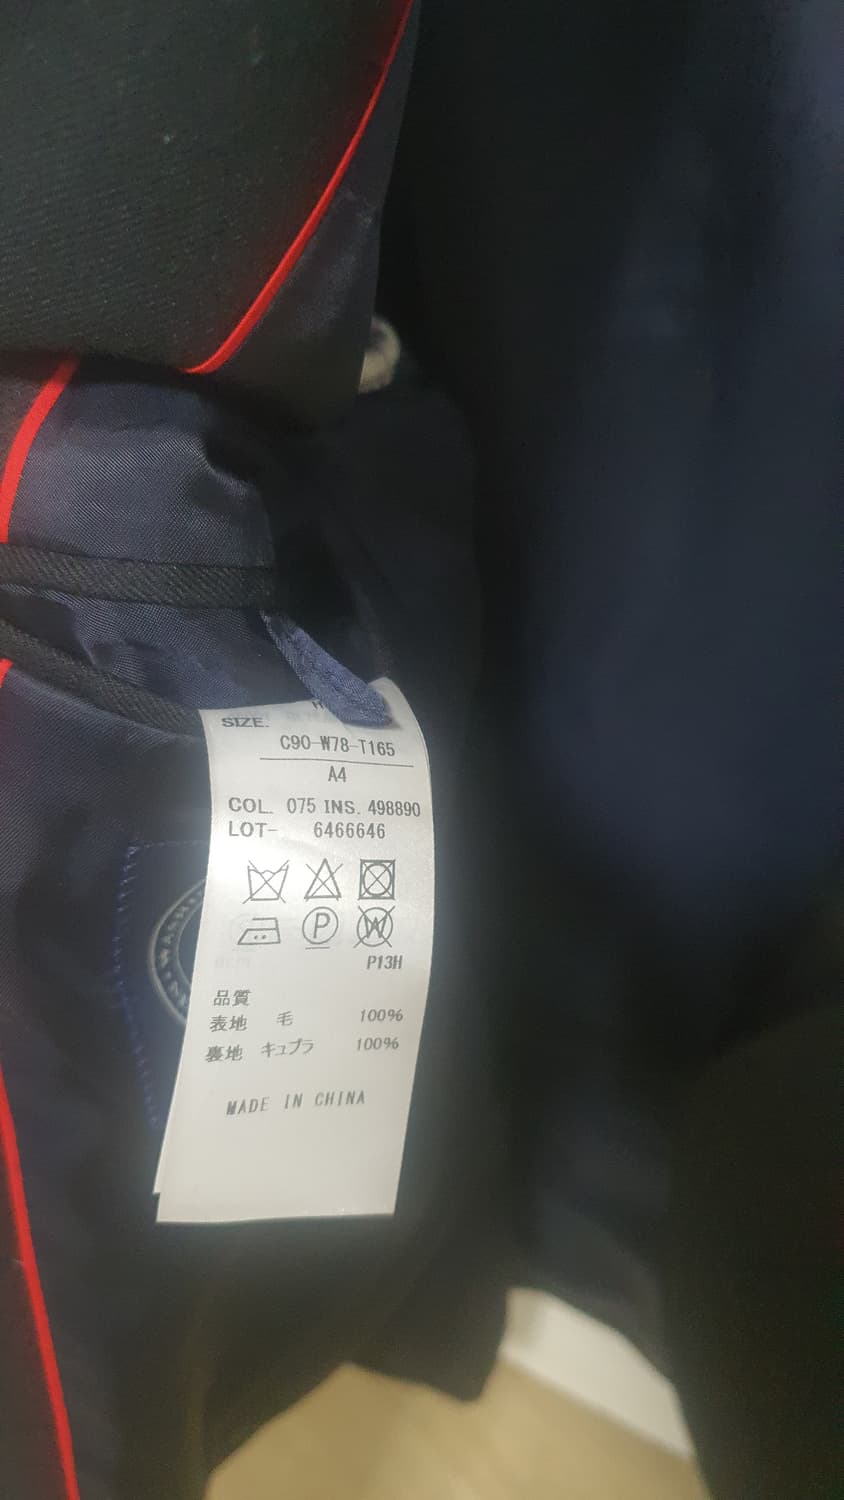 SIZE.
C90-W78-T165
A4
COL. 075 INS. 498890
LOT- 6466646
P
W
P13H
品質
表地 毛 100%
裏地 キュプラ 100%
MADE IN CHINA